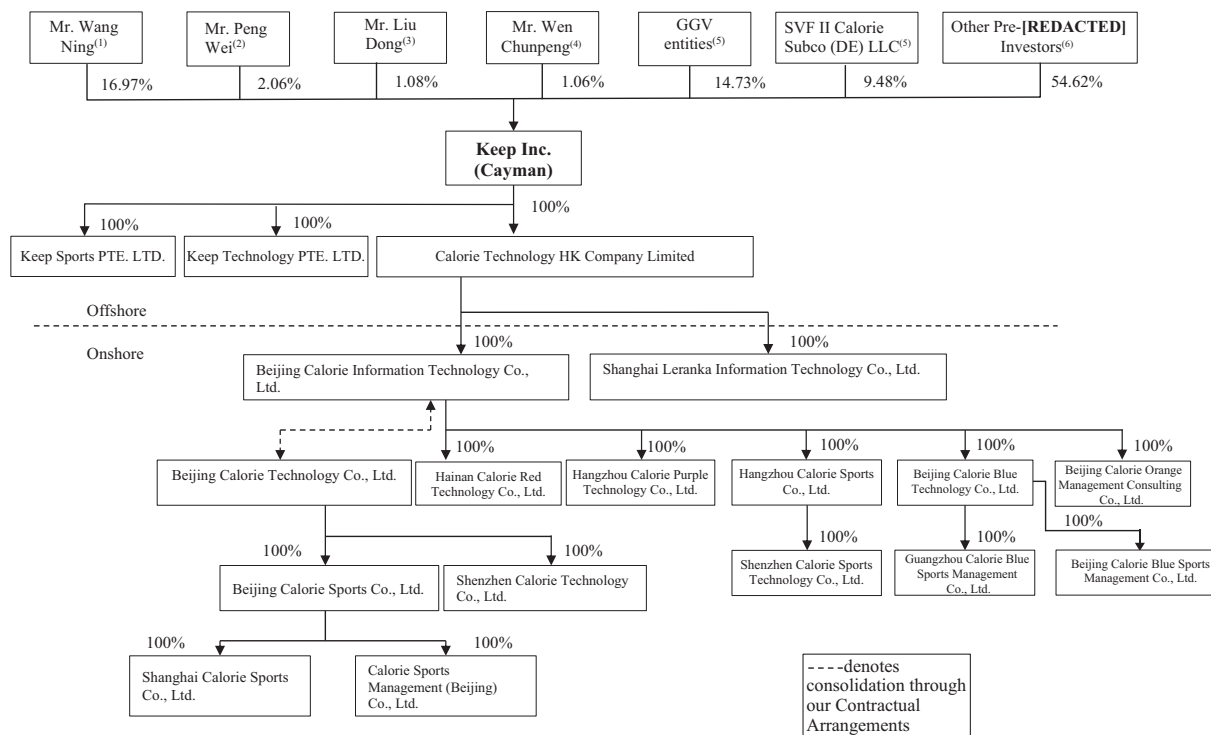 Mr. Wang
Ning(1)
Mr. Peng
Wei(2)
Mr. Liu
Dong(3)
Mr. Wen
Chunpeng(4)
GGV
entities(5)
SVF II Calorie
Subco (DE) LLC(5)
Other Pre-[REDACTED]
Investors(6)
16.97%
2.06%
1.08%
1.06%
14.73%
9.48%
54.62%
Keep Inc.
(Cayman)
100%
100%
100%
Keep Sports PTE. LTD.
Keep Technology PTE. LTD.
Calorie Technology HK Company Limited
Offshore
Onshore
100%
100%
Beijing Calorie Information Technology Co.,
Ltd.
Shanghai Leranka Information Technology Co., Ltd.
100%
100%
100%
100%
100%
Beijing Calorie Technology Co., Ltd.
Hainan Calorie Red
Technology Co., Ltd.
Hangzhou Calorie Purple
Technology Co., Ltd.
Hangzhou Calorie Sports
Co., Ltd.
Beijing Calorie Blue
Technology Co., Ltd.
Beijing Calorie Orange
Management Consulting
Co., Ltd.
100%
100%
100%
100%
100%
Beijing Calorie Sports Co., Ltd.
Shenzhen Calorie Technology
Co., Ltd.
Shenzhen Calorie Sports
Technology Co., Ltd.
Guangzhou Calorie Blue
Sports Management
Co., Ltd.
Beijing Calorie Blue Sports
Management Co., Ltd.
100%
100%
Shanghai Calorie Sports
Co., Ltd.
Calorie Sports
Management (Beijing)
Co., Ltd.
----denotes
consolidation through
our Contractual
Arrangements